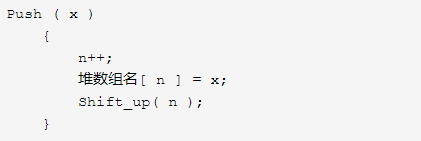 Push ( x )
{
n++;
堆数组名[ n ] = x;
Shift_up( n );
}